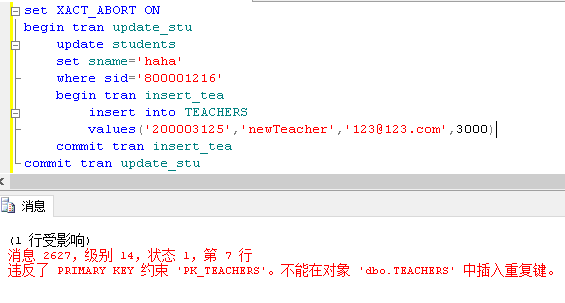 set XACT_ABORT ON
begin tran update_stu
update students
set sname='haha'
where sid='800001216'
begin tran insert_tea
insert into TEACHERS
values('200003125','newTeacher','123@123.com',3000)
commit tran insert_tea
commit tran update_stu
消息
(1 行受影响)
消息 2627，级别 14，状态 1，第 7 行
违反了 PRIMARY KEY 约束 'PK_TEACHERS'。不能在对象 'dbo.TEACHERS' 中插入重复键。